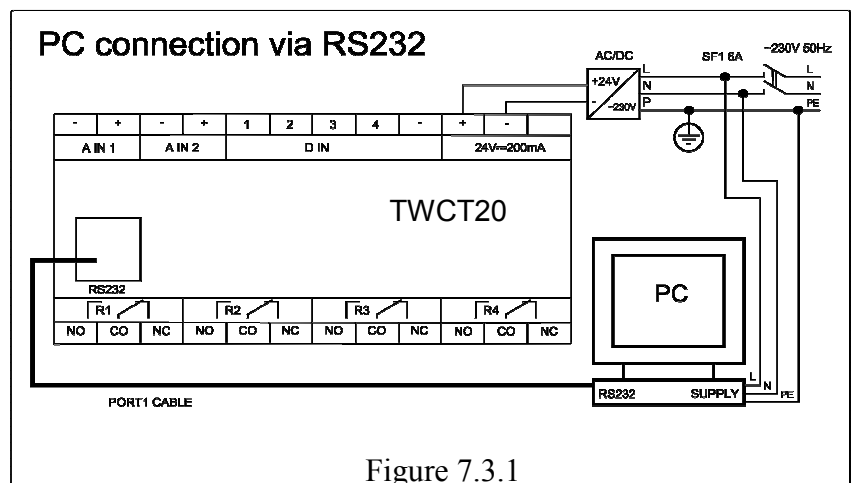 PC connection via RS232
AC/DC
SF1 6A
~230V 50Hz
+24V
-
~230V
L
N
P
L
N
PE
- + - + 1 2 3 4 - + -
A IN 1 A IN 2 D IN 24V⎓200mA
TWCT20
RS232
R1 R2 R3 R4
NO CO NC NO CO NC NO CO NC NO CO NC
PC
L
N
PE
RS232 SUPPLY
PORT1 CABLE
Figure 7.3.1